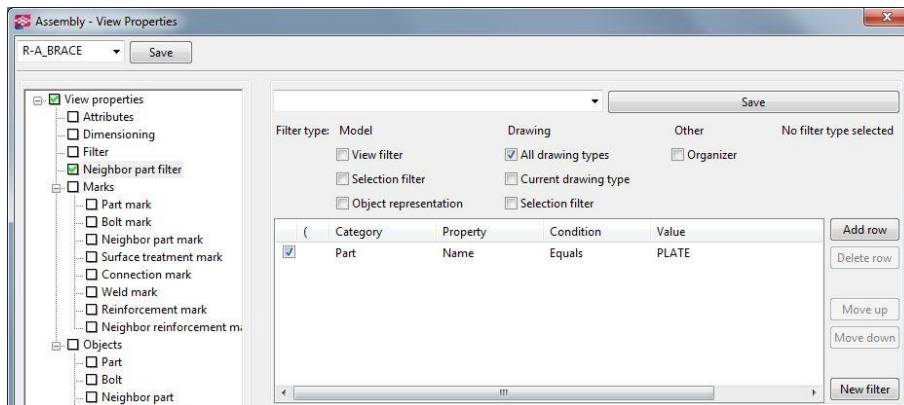 Assembly - View Properties
R-A_BRACE
Save
View properties
Attributes
Dimensioning
Filter
Neighbor part filter
Marks
Part mark
Bolt mark
Neighbor part mark
Surface treatment mark
Connection mark
Weld mark
Reinforcement mark
Neighbor reinforcement ma
Objects
Part
Bolt
Neighbor part
Save
Filter type: Model Drawing Other No filter type selected
View filter All drawing types Organizer
Selection filter Current drawing type
Object representation Selection filter
( Category Property Condition Value
Part Name Equals PLATE
Add row
Delete row
Move up
Move down
New filter